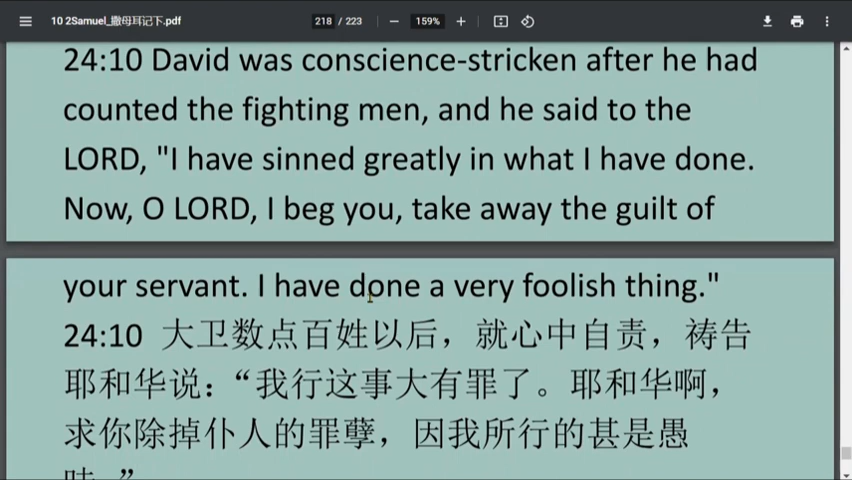 10 2Samuel_撒母耳记下.pdf
218 / 223
159%
24:10 David was conscience-stricken after he had
counted the fighting men, and he said to the
LORD, "I have sinned greatly in what I have done.
Now, O LORD, I beg you, take away the guilt of
your servant. I have done a very foolish thing."
24:10 大卫数点百姓以后，就心中自责，祷告
耶和华说：“我行这事大有罪了。耶和华啊，
求你除掉仆人的罪孽，因我所行的甚是愚